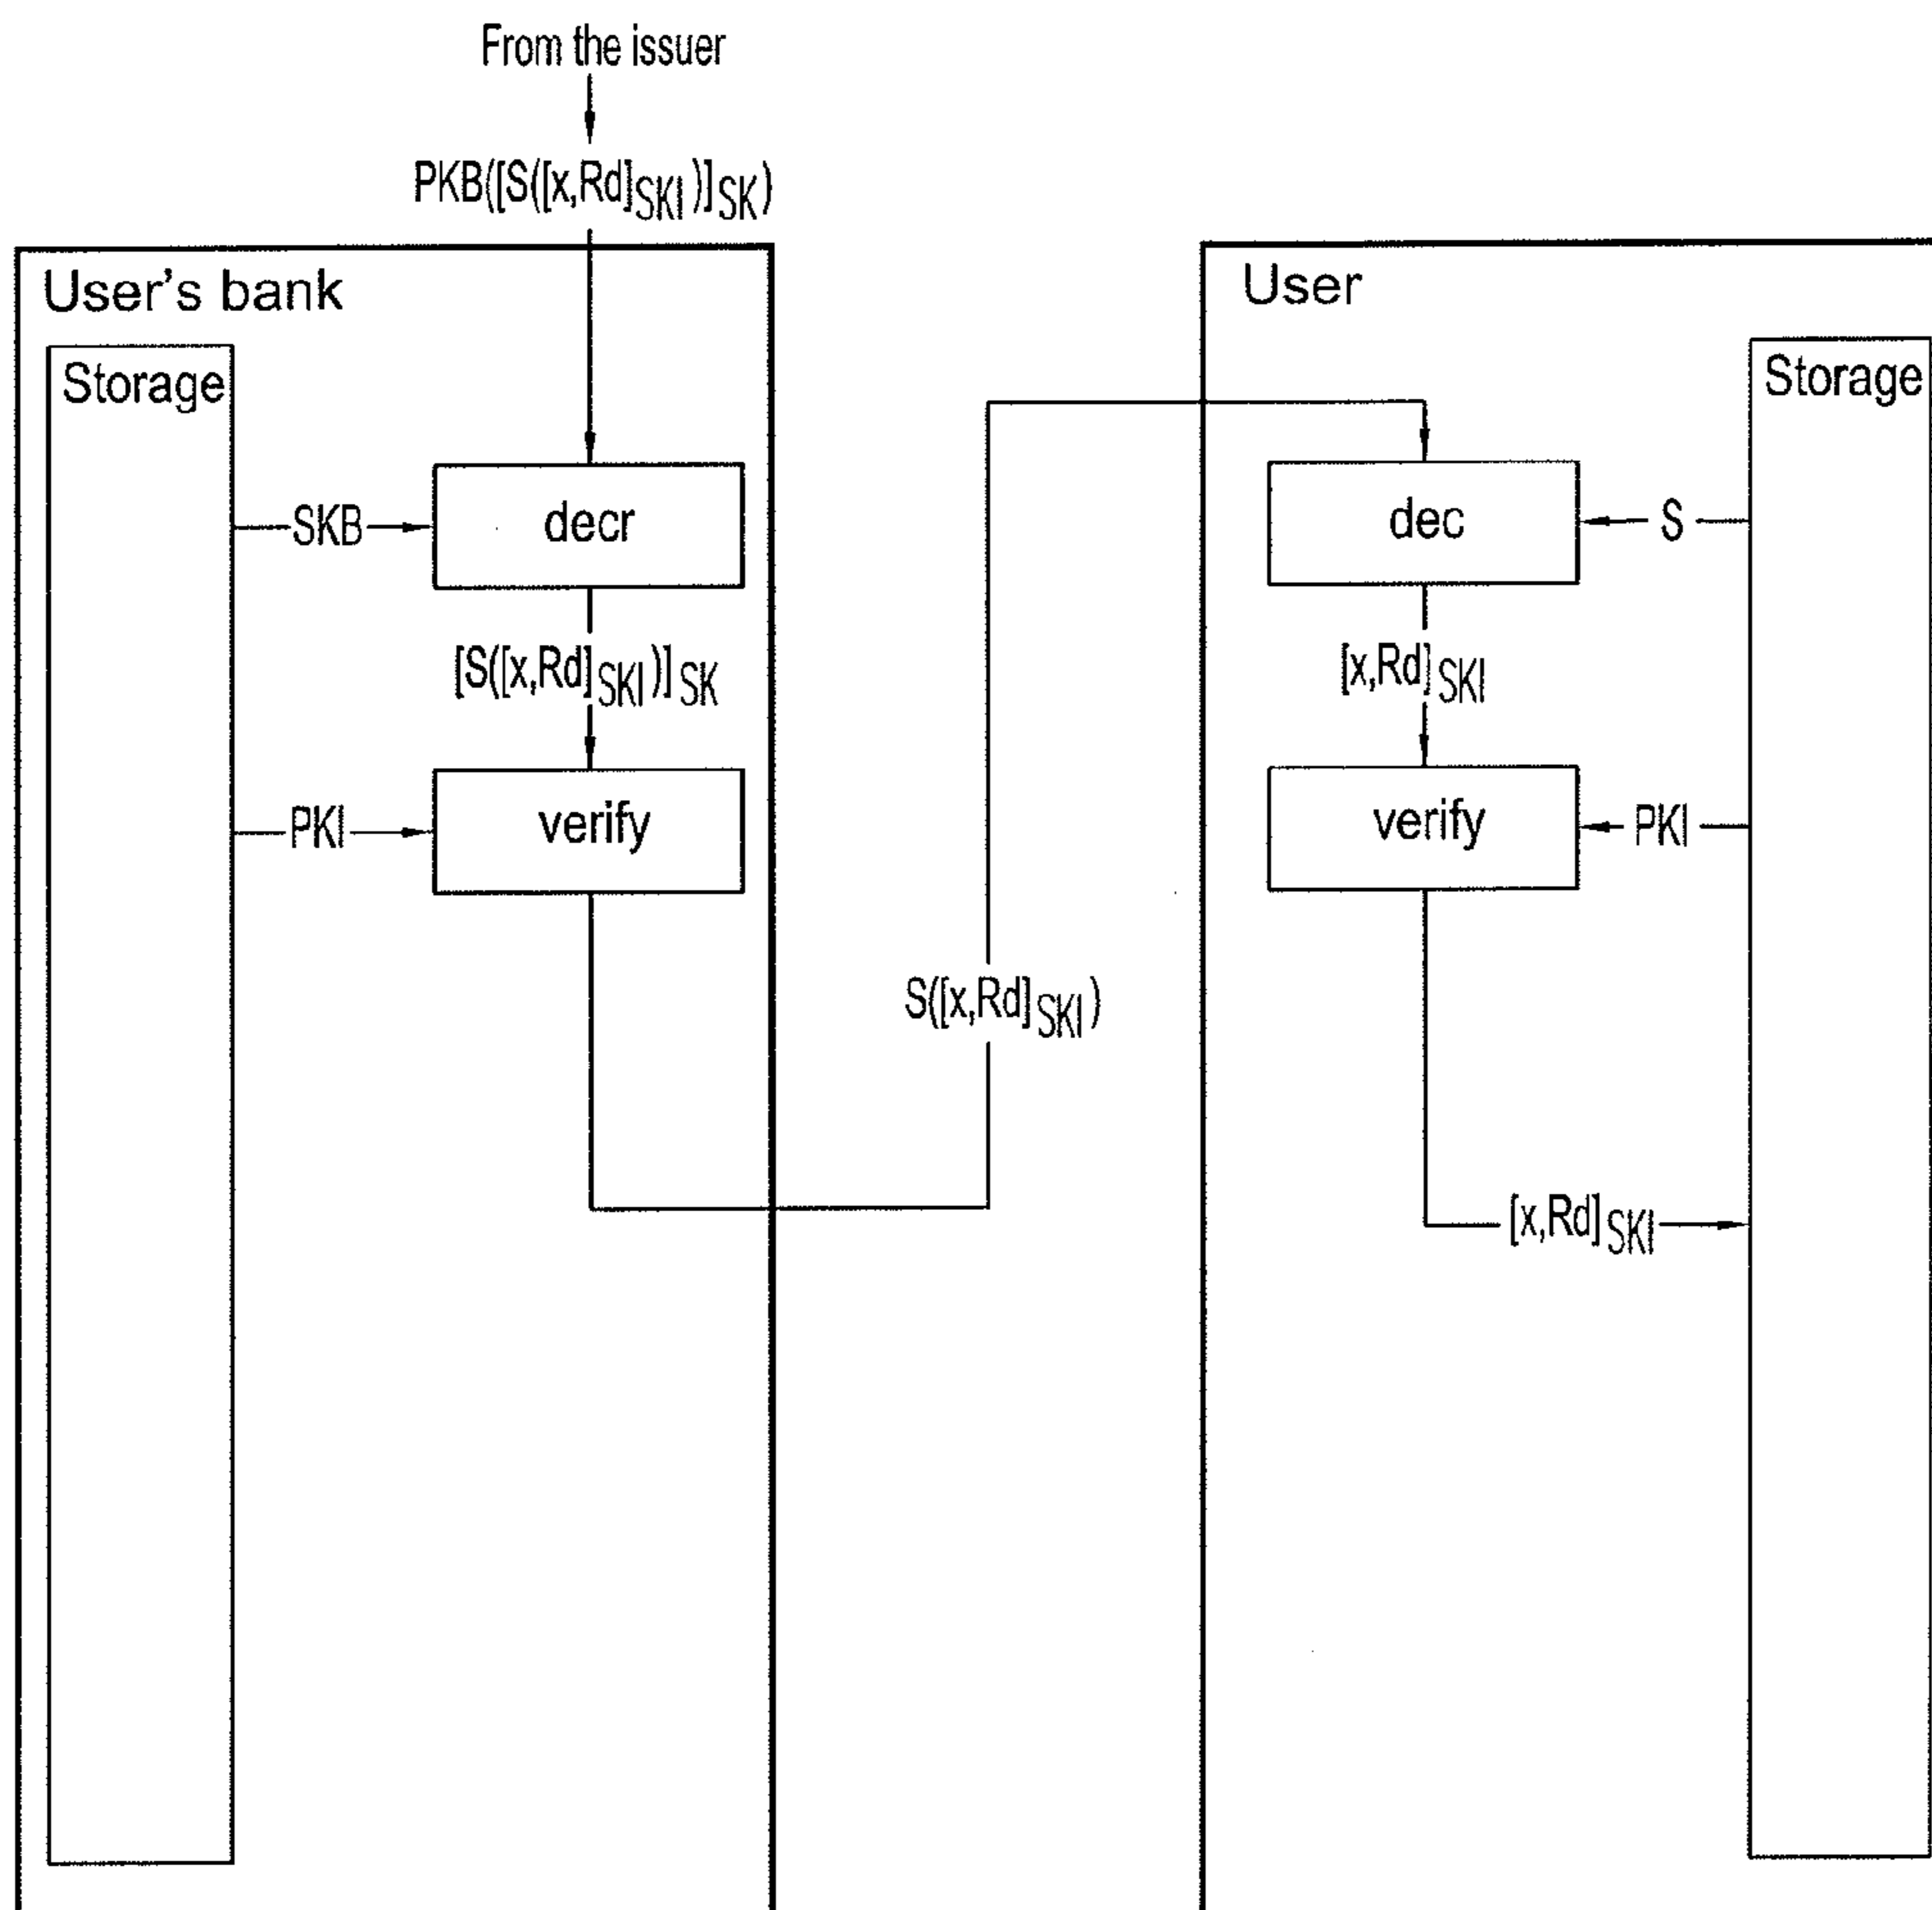 From the issuer
PKB([S([x,Rd]SKI)]SK)
User's bank
Storage
SKB
decr
[S([x,Rd]SKI)]SK
PKI
verify
S([x,Rd]SKI)
User
Storage
dec
S
[x,Rd]SKI
verify
PKI
[x,Rd]SKI